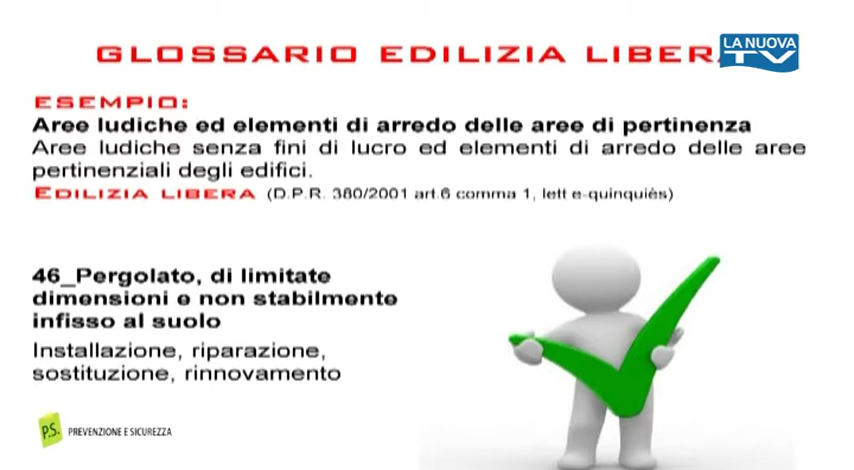 LA NUOVA
TV
GLOSSARIO EDILIZIA LIBERA
ESEMPIO:
Aree ludiche ed elementi di arredo delle aree di pertinenza
Aree ludiche senza fini di lucro ed elementi di arredo delle aree
pertinenziali degli edifici.
EDILIZIA LIBERA (D.P.R. 380/2001 art.6 comma 1, lett e-quinquiès)
46_Pergolato, di limitate
dimensioni e non stabilmente
infisso al suolo
Installazione, riparazione,
sostituzione, rinnovamento
P.S. PREVENZIONE E SICUREZZA